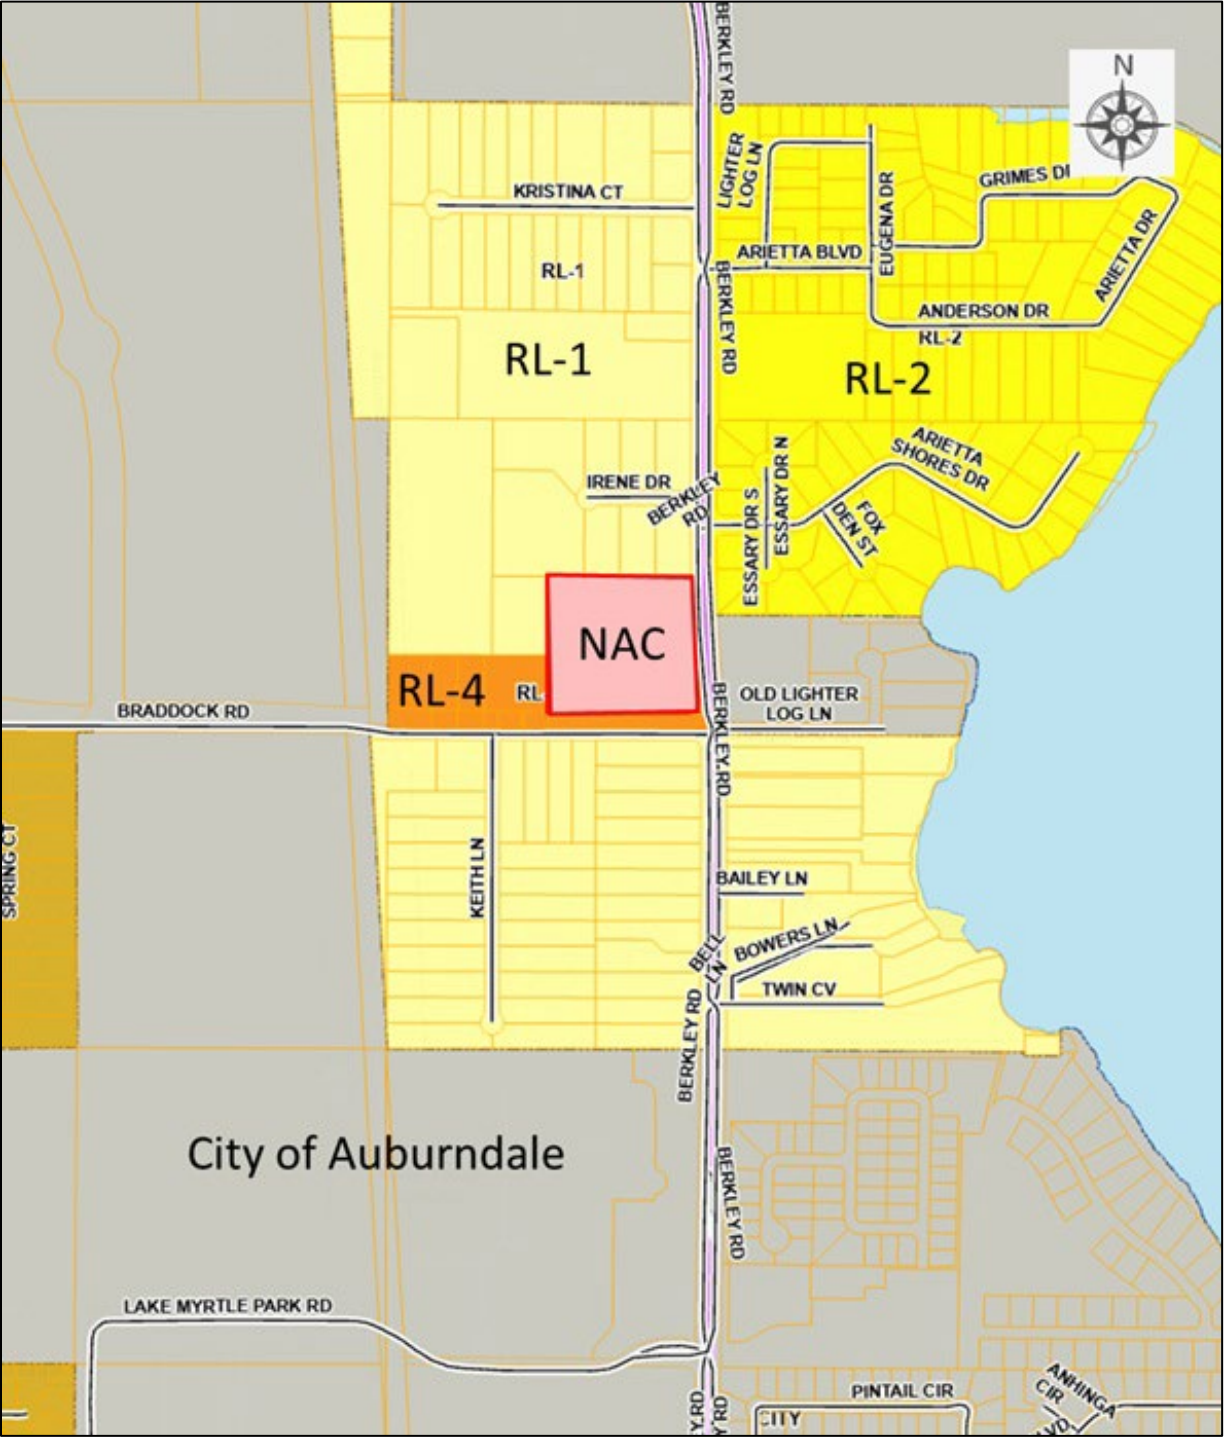 BERKLEY RD
N
LIGHTER
LOG LN
KRISTINA CT
EUGENA DR
GRIMES
ARIETTA DR
ARIETTA BLVD
RL-1
BERKLEY RD
ANDERSON DR
RL-2
RL-1
RL-2
ARIETTA
SHORES DR
IRENE DR
BERKLEY
RD
ESSARY DR S
ESSARY DR N
FOX
DEN ST
NAC
RL-4
RL
BERKLEY RD
OLD LIGHTER
LOG LN
BRADDOCK RD
SPRING CT
KEITH LN
BAILEY LN
BELL
LN
BOWERS LN
TWIN CV
BERKLEY RD
City of Auburndale
BERKLEY RD
LAKE MYRTLE PARK RD
PINTAIL CIR
ANHINGA
CIR
CITY